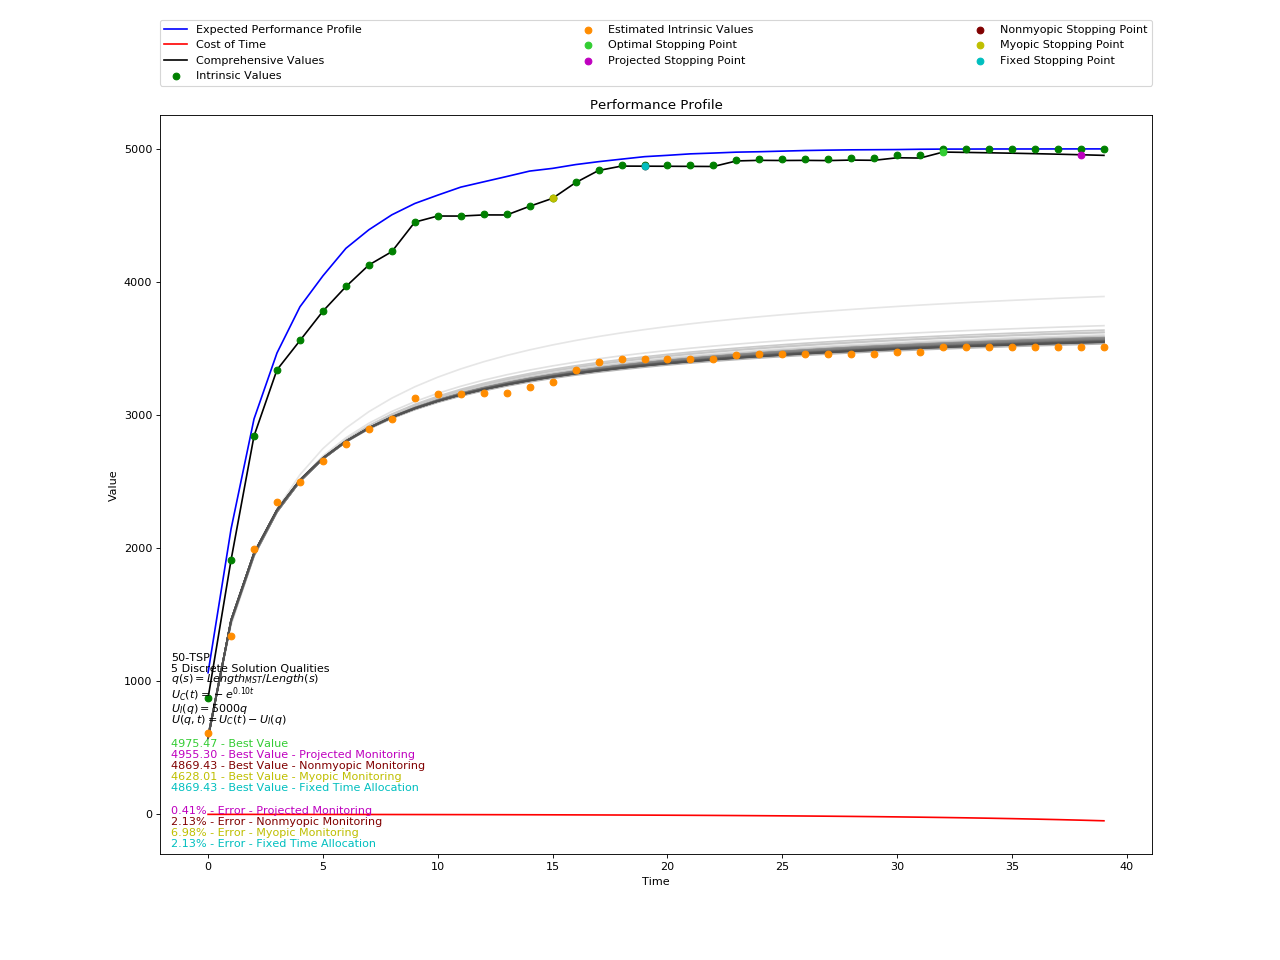 Expected Performance Profile
Cost of Time
Comprehensive Values
Intrinsic Values
Estimated Intrinsic Values
Optimal Stopping Point
Projected Stopping Point
Nonmyopic Stopping Point
Myopic Stopping Point
Fixed Stopping Point
Performance Profile
5000
4000
3000
2000
1000
0
Value
50-TSP
5 Discrete Solution Qualities
q(s) = Length_MST/Length(s)
U_C(t) = −e^0.10t
U_I(q) = 5000q
U(q, t) = U_C(t) − U_I(q)
4975.47 - Best Value
4955.30 - Best Value - Projected Monitoring
4869.43 - Best Value - Nonmyopic Monitoring
4628.01 - Best Value - Myopic Monitoring
4869.43 - Best Value - Fixed Time Allocation
0.41% - Error - Projected Monitoring
2.13% - Error - Nonmyopic Monitoring
6.98% - Error - Myopic Monitoring
2.13% - Error - Fixed Time Allocation
0 5 10 15 20 25 30 35 40
Time